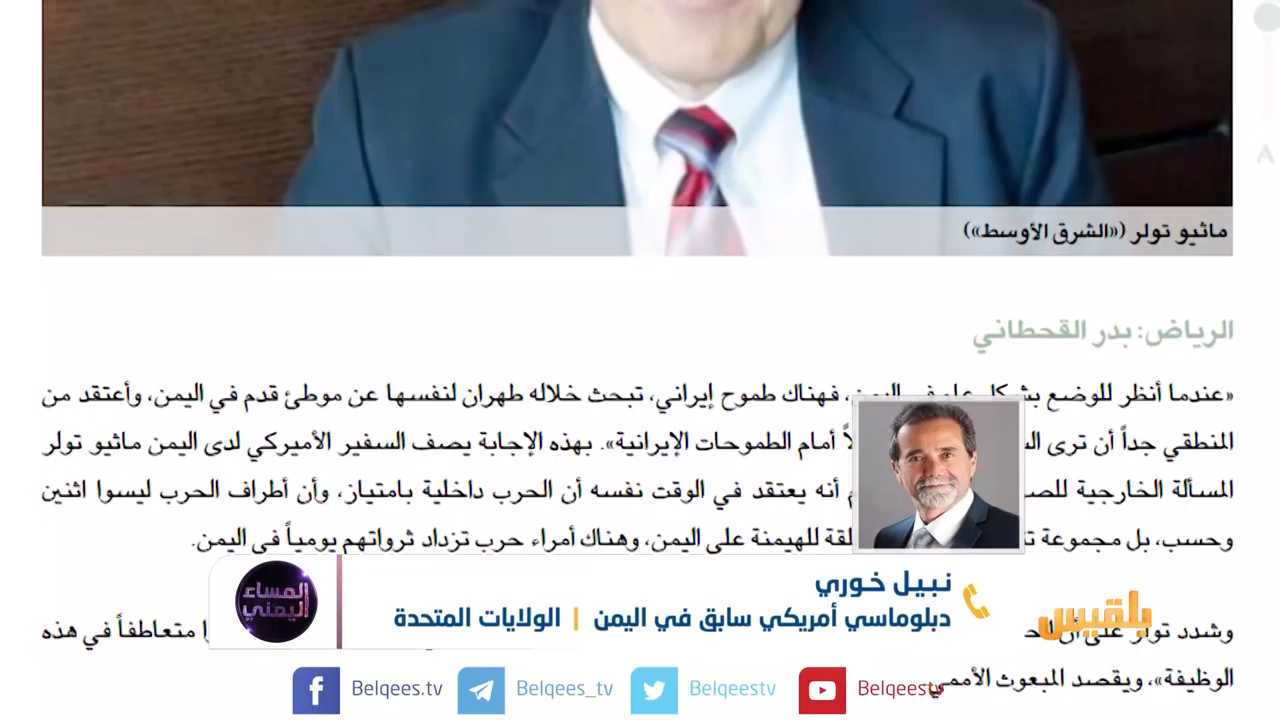 ماثيو تولر («الشرق الأوسط»)
A
الرياض: بدر القحطاني
«عندما أنظر للوضع بشكل عام في اليمن، فهناك طموح إيراني، تبحث خلاله طهران لنفسها عن موطئ قدم في اليمن، وأعتقد من
المنطقي جداً أن ترى أمام الطموحات الإيرانية». بهذه الإجابة يصف السفير الأميركي لدى اليمن ماثيو تولر
المسألة الخارجية أنه يعتقد في الوقت نفسه أن الحرب داخلية بامتياز، وأن أطراف الحرب ليسوا اثنين
وحسب، بل مجموعة للهيمنة على اليمن، وهناك أمراء حرب تزداد ثرواتهم يومياً في اليمن.
نبيل خوري
دبلوماسي أمريكي سابق في اليمن | الولايات المتحدة
المساء اليمني
بلقيس
وشدد تولر على أن متعاطفاً في هذه
الوظيفة»، ويقصد المبعوث الأممي
Belqees.tv
Belqees_tv
Belqeestv
Belqeestv